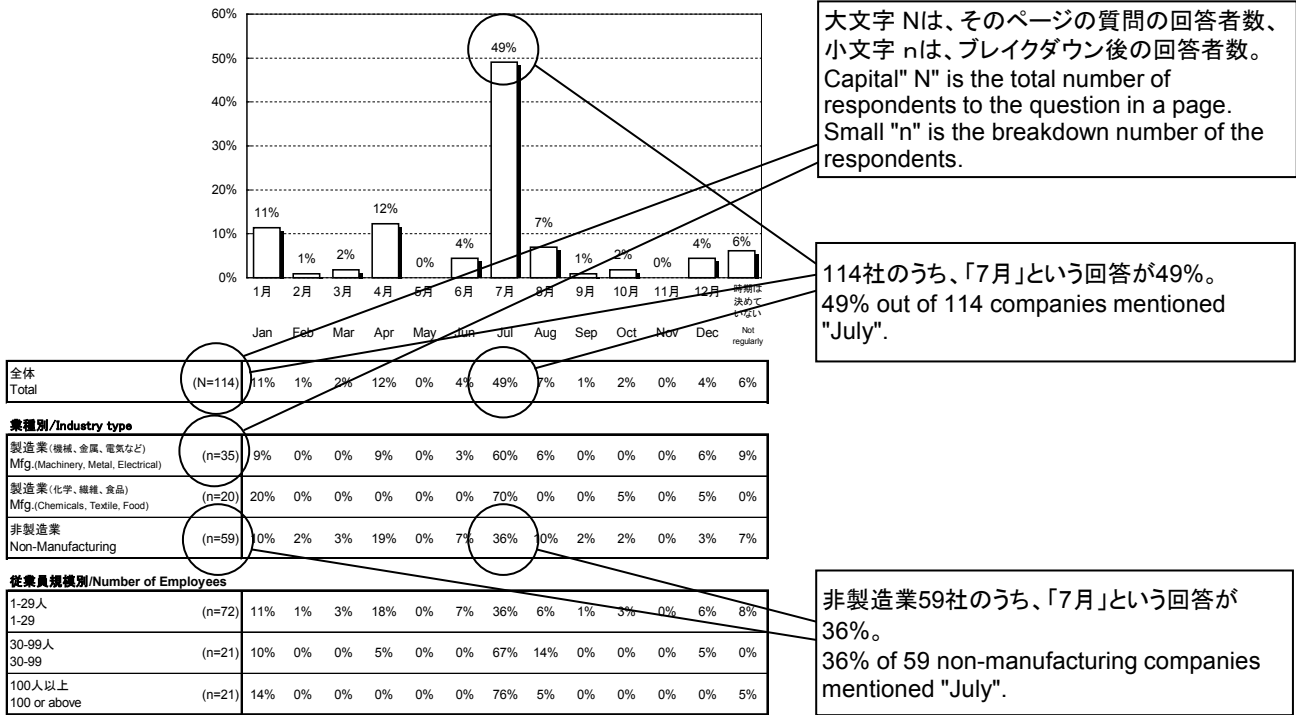 60%
50%
40%
30%
20%
10%
0%
11%
1%
2%
12%
0%
4%
49%
7%
1%
2%
0%
4%
6%
1月 2月 3月 4月 5月 6月 7月 8月 9月 10月 11月 12月 時期は
決めて
いない
Jan Feb Mar Apr May Jun Jul Aug Sep Oct Nov Dec Not
regularly
全体
Total (N=114) 11% 1% 2% 12% 0% 4% 49% 7% 1% 2% 0% 4% 6%
業種別/Industry type
製造業(機械、金属、電気など)
Mfg.(Machinery, Metal, Electrical) (n=35) 9% 0% 0% 9% 0% 3% 60% 6% 0% 0% 0% 6% 9%
製造業(化学、繊維、食品)
Mfg.(Chemicals, Textile, Food) (n=20) 20% 0% 0% 0% 0% 0% 70% 0% 0% 5% 0% 5% 0%
非製造業
Non-Manufacturing (n=59) 10% 2% 3% 19% 0% 7% 36% 10% 2% 2% 0% 3% 7%
従業員規模別/Number of Employees
1-29人
1-29 (n=72) 11% 1% 3% 18% 0% 7% 36% 6% 1% 3% 0% 6% 8%
30-99人
30-99 (n=21) 10% 0% 0% 5% 0% 0% 67% 14% 0% 0% 0% 5% 0%
100人以上
100 or above (n=21) 14% 0% 0% 0% 0% 0% 76% 5% 0% 0% 0% 0% 5%
大文字 Nは、そのページの質問の回答者数、
小文字 nは、ブレイクダウン後の回答者数。
Capital" N" is the total number of
respondents to the question in a page.
Small "n" is the breakdown number of the
respondents.
114社のうち、「7月」という回答が49%。
49% out of 114 companies mentioned
"July".
非製造業59社のうち、「7月」という回答が
36%。
36% of 59 non-manufacturing companies
mentioned "July".